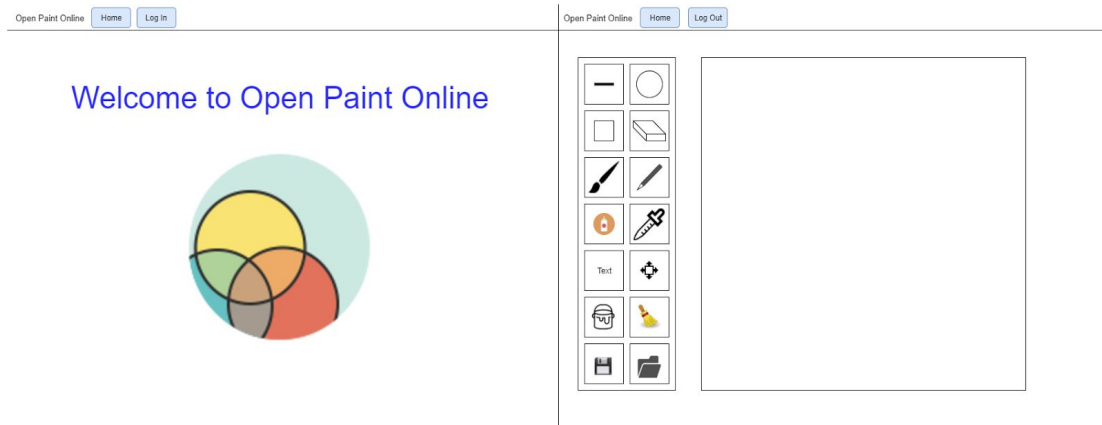 Open Paint Online Home Log In
Welcome to Open Paint Online
Open Paint Online Home Log Out
Text